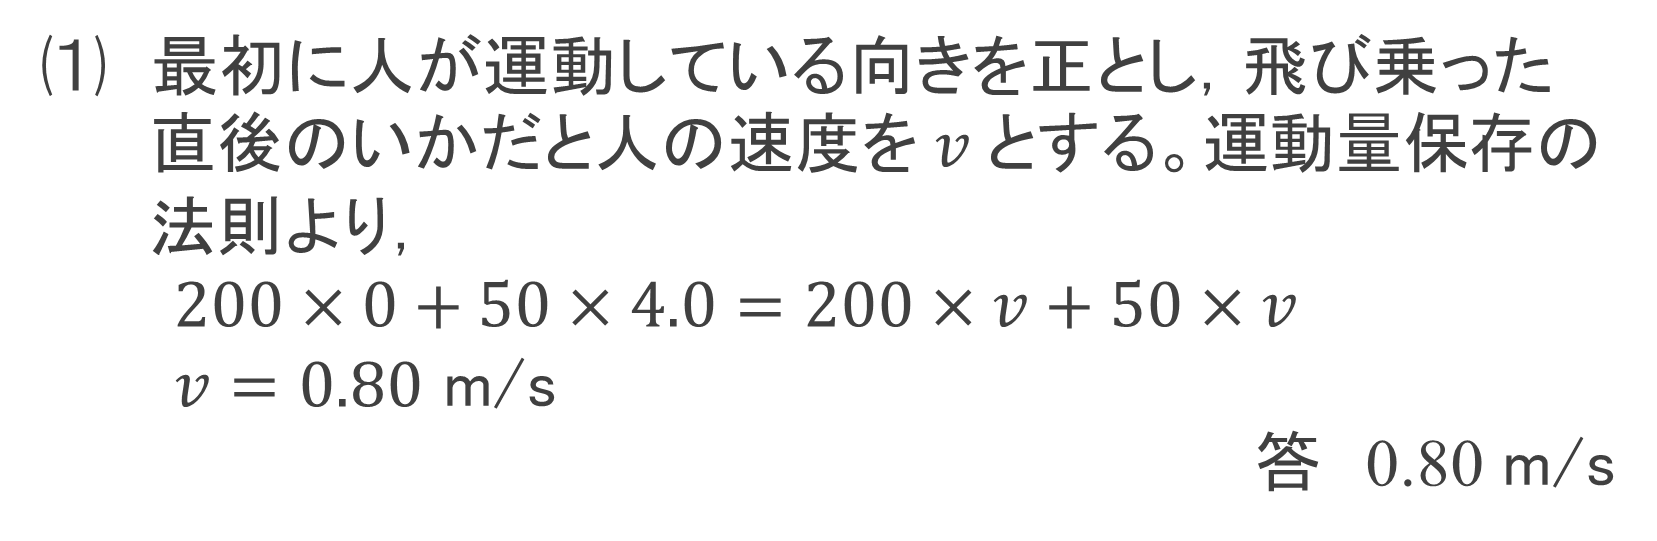 (1) 最初に人が運動している向きを正とし, 飛び乗った
直後のいかだと人の速度を v とする。運動量保存の
法則より,
200 × 0 + 50 × 4.0 = 200 × v + 50 × v
v = 0.80 m/s
答 0.80 m/s